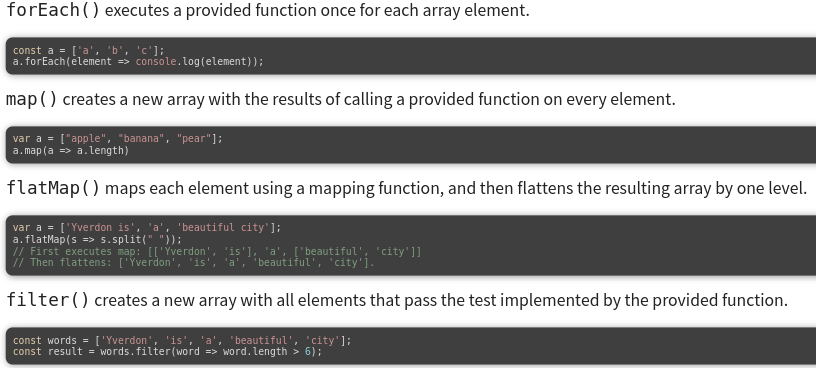 forEach() executes a provided function once for each array element.
const a = ['a', 'b', 'c'];
a.forEach(element => console.log(element));
map() creates a new array with the results of calling a provided function on every element.
var a = ["apple", "banana", "pear"];
a.map(a => a.length)
flatMap() maps each element using a mapping function, and then flattens the resulting array by one level.
var a = ['Yverdon is', 'a', 'beautiful city'];
a.flatMap(s => s.split(" "));
// First executes map: [['Yverdon', 'is'], 'a', ['beautiful', 'city']]
// Then flattens: ['Yverdon', 'is', 'a', 'beautiful', 'city'].
filter() creates a new array with all elements that pass the test implemented by the provided function.
const words = ['Yverdon', 'is', 'a', 'beautiful', 'city'];
const result = words.filter(word => word.length > 6);